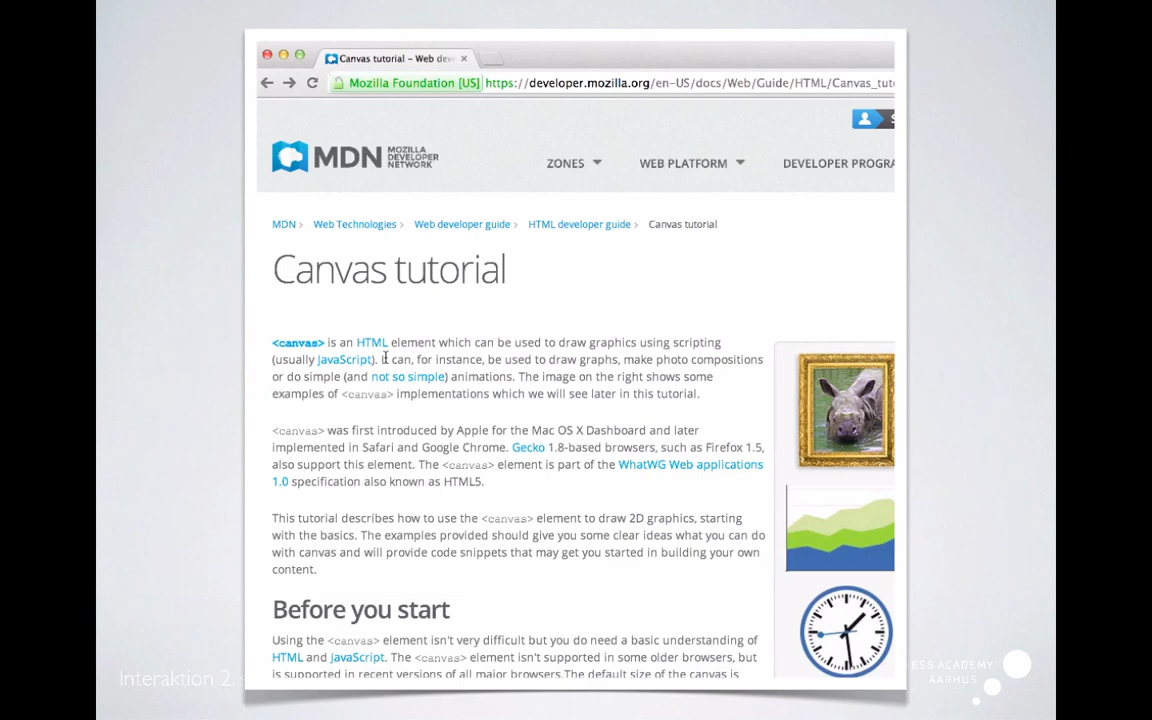 Canvas tutorial – Web dev
Mozilla Foundation [US] https://developer.mozilla.org/en-US/docs/Web/Guide/HTML/Canvas_tut
S
MDN MOZILLA DEVELOPER NETWORK
ZONES WEB PLATFORM DEVELOPER PROGRA
MDN › Web Technologies › Web developer guide › HTML developer guide › Canvas tutorial
Canvas tutorial
<canvas> is an HTML element which can be used to draw graphics using scripting
(usually JavaScript). It can, for instance, be used to draw graphs, make photo compositions
or do simple (and not so simple) animations. The image on the right shows some
examples of <canvas> implementations which we will see later in this tutorial.
<canvas> was first introduced by Apple for the Mac OS X Dashboard and later
implemented in Safari and Google Chrome. Gecko 1.8-based browsers, such as Firefox 1.5,
also support this element. The <canvas> element is part of the WhatWG Web applications
1.0 specification also known as HTML5.
This tutorial describes how to use the <canvas> element to draw 2D graphics, starting
with the basics. The examples provided should give you some clear ideas what you can do
with canvas and will provide code snippets that may get you started in building your own
content.
Before you start
Using the <canvas> element isn't very difficult but you do need a basic understanding of
HTML and JavaScript. The <canvas> element isn't supported in some older browsers, but
is supported in recent versions of all major browsers.The default size of the canvas is
Interaktion 2. s
ESS ACADEMY
AARHUS